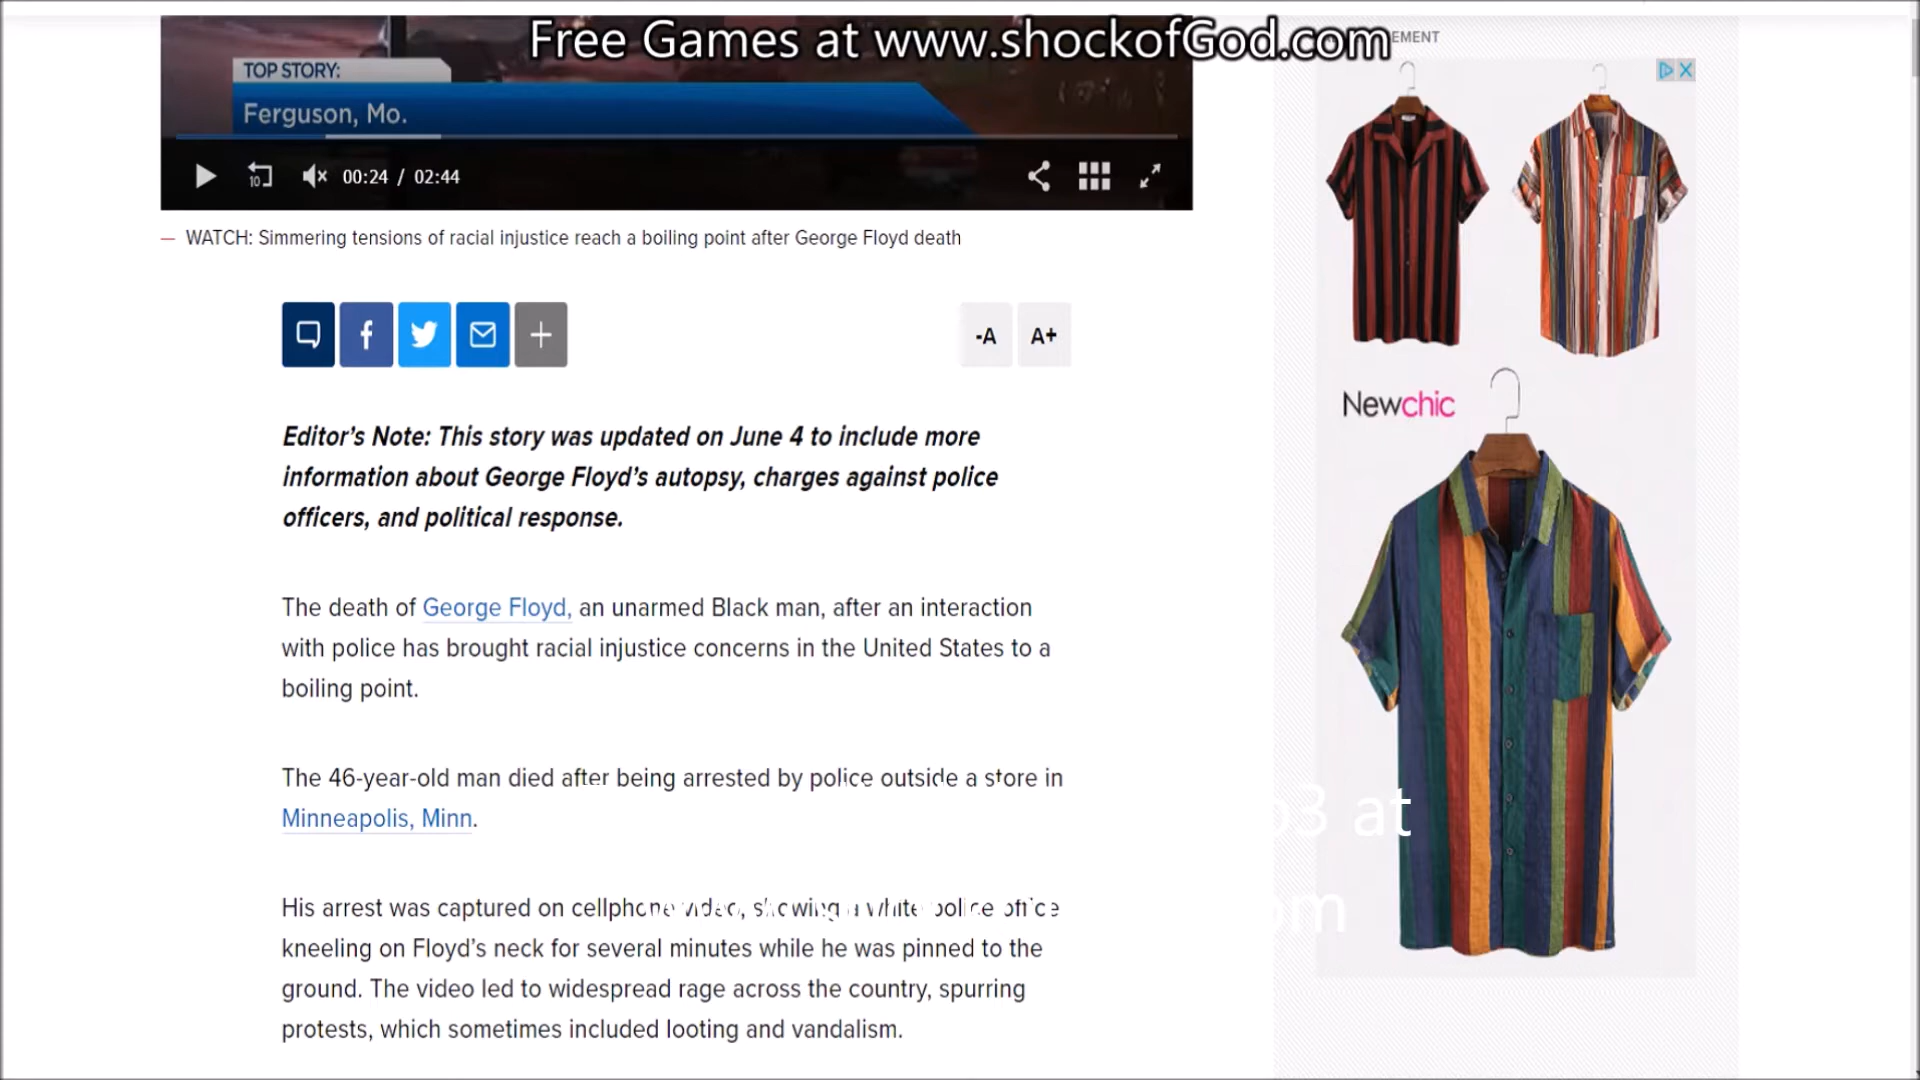 Free Games at www.shockofGod.com
EMENT
TOP STORY:
Ferguson, Mo.
10
00:24 / 02:44
— WATCH: Simmering tensions of racial injustice reach a boiling point after George Floyd death
f
+
-A
A+
Newchic
Editor's Note: This story was updated on June 4 to include more
information about George Floyd's autopsy, charges against police
officers, and political response.
The death of George Floyd, an unarmed Black man, after an interaction
with police has brought racial injustice concerns in the United States to a
boiling point.
The 46-year-old man died after being arrested by police outside a store in
Minneapolis, Minn.
p3 at
His arrest was captured on cellphone video, showing a white police office
om
kneeling on Floyd's neck for several minutes while he was pinned to the
ground. The video led to widespread rage across the country, spurring
protests, which sometimes included looting and vandalism.